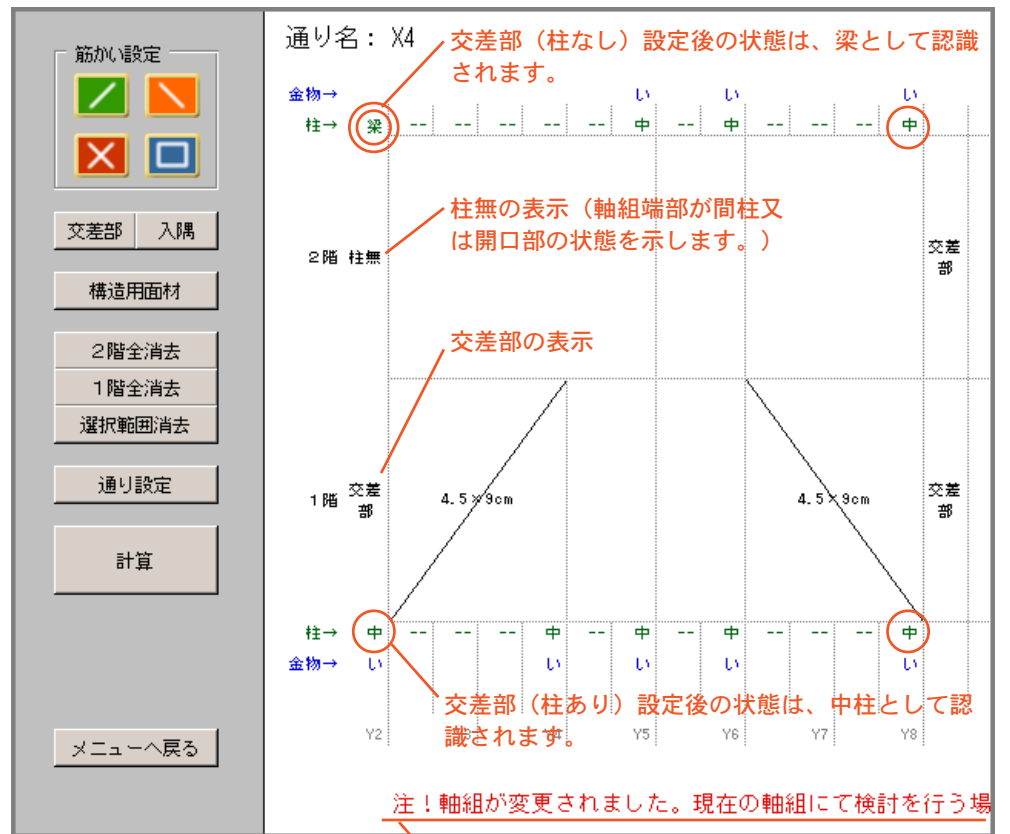 筋かい設定
交差部 入隅
構造用面材
2階全消去
1階全消去
選択範囲消去
通り設定
計算
メニューへ戻る
通り名: X4
交差部(柱なし)設定後の状態は、梁として認識
されます。
金物→ い い い
柱→ 梁 -- -- -- -- -- 中 -- 中 -- -- -- 中
柱無の表示(軸組端部が間柱又
は開口部の状態を示します。)
2階 柱無 交差
部
交差部の表示
1階 交差
部 4.5×9cm 4.5×9cm 交差
部
柱→ 中 -- -- -- 中 -- 中 -- 中 -- -- -- 中
金物→ い い い い い
交差部(柱あり)設定後の状態は、中柱として認
識されます。
Y2 Y5 Y6 Y7 Y8
注!軸組が変更されました。現在の軸組にて検討を行う場